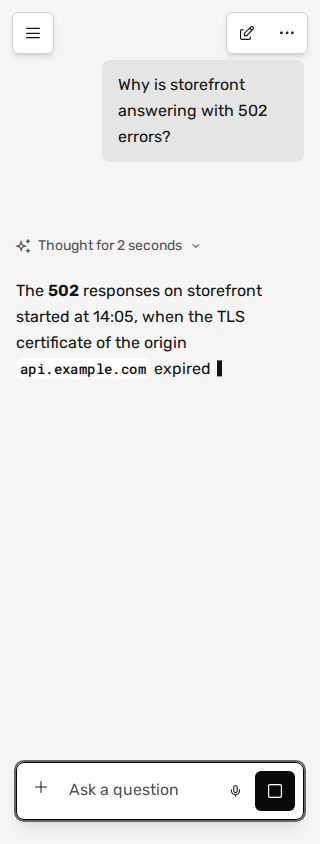 Why is storefront
answering with 502
errors?
Thought for 2 seconds
The 502 responses on storefront
started at 14:05, when the TLS
certificate of the origin
api.example.com expired
Ask a question